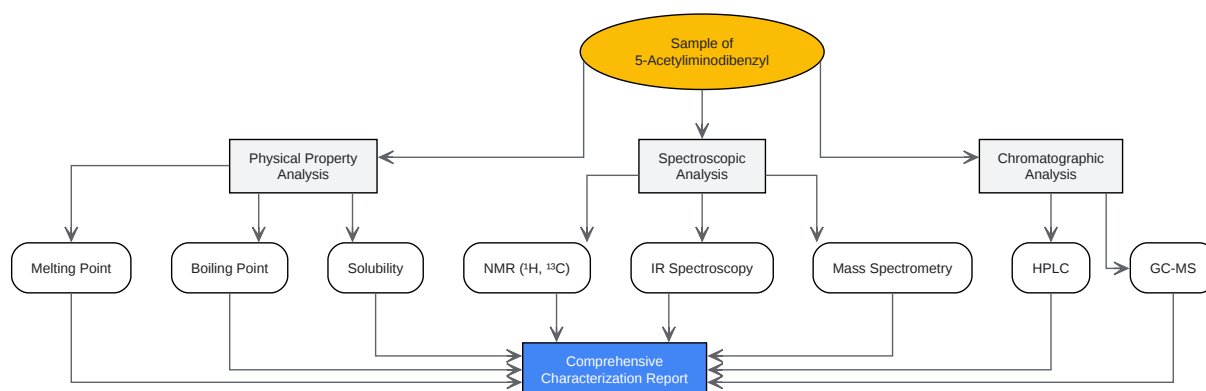 Sample of
5-Acetyliminodibenzyl
Physical Property
Analysis
Spectroscopic
Analysis
Chromatographic
Analysis
Melting Point
Boiling Point
Solubility
NMR (¹H, ¹³C)
IR Spectroscopy
Mass Spectrometry
HPLC
GC-MS
Comprehensive
Characterization Report